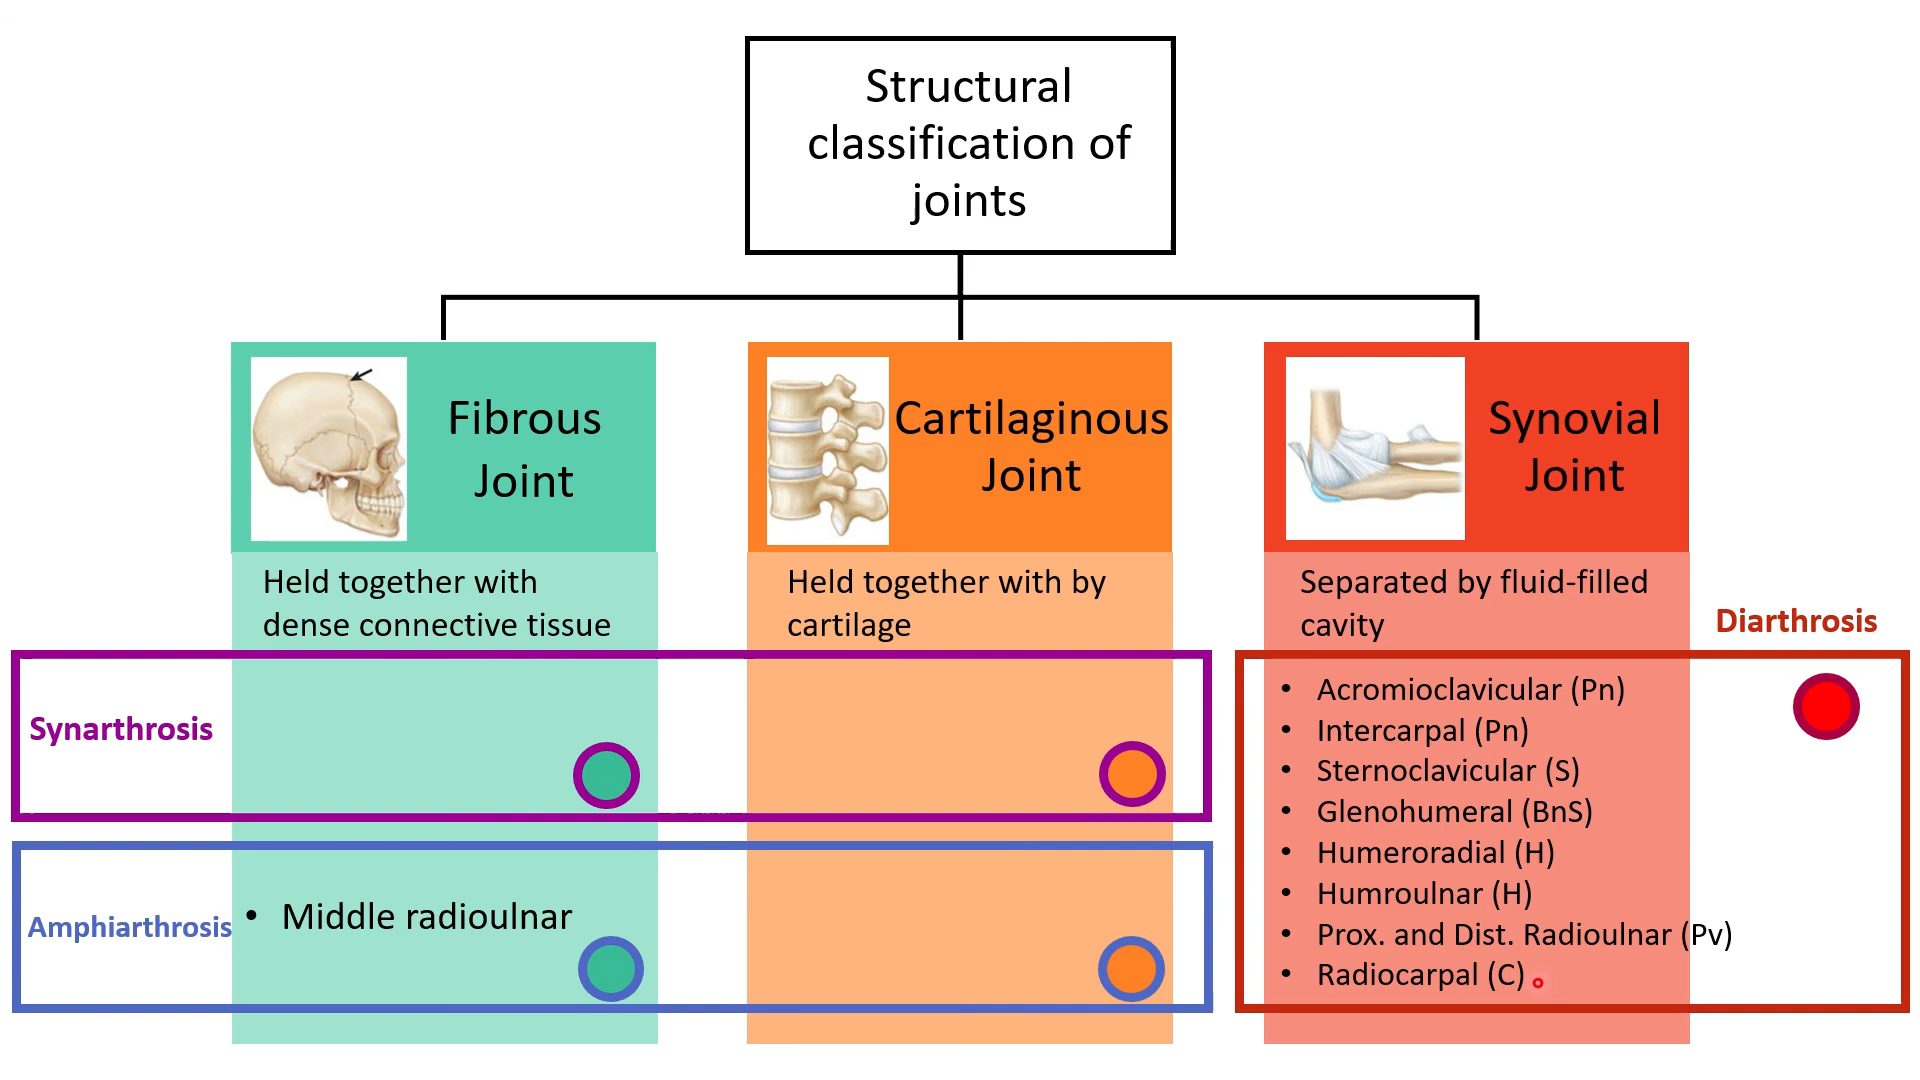 Structural
classification of
joints
Fibrous
Joint
Cartilaginous
Joint
Synovial
Joint
Held together with
dense connective tissue
Held together with by
cartilage
Separated by fluid-filled
cavity
Diarthrosis
Synarthrosis
• Acromioclavicular (Pn)
• Intercarpal (Pn)
• Sternoclavicular (S)
• Glenohumeral (BnS)
• Humeroradial (H)
• Humroulnar (H)
• Prox. and Dist. Radioulnar (Pv)
• Radiocarpal (C)
Amphiarthrosis
• Middle radioulnar